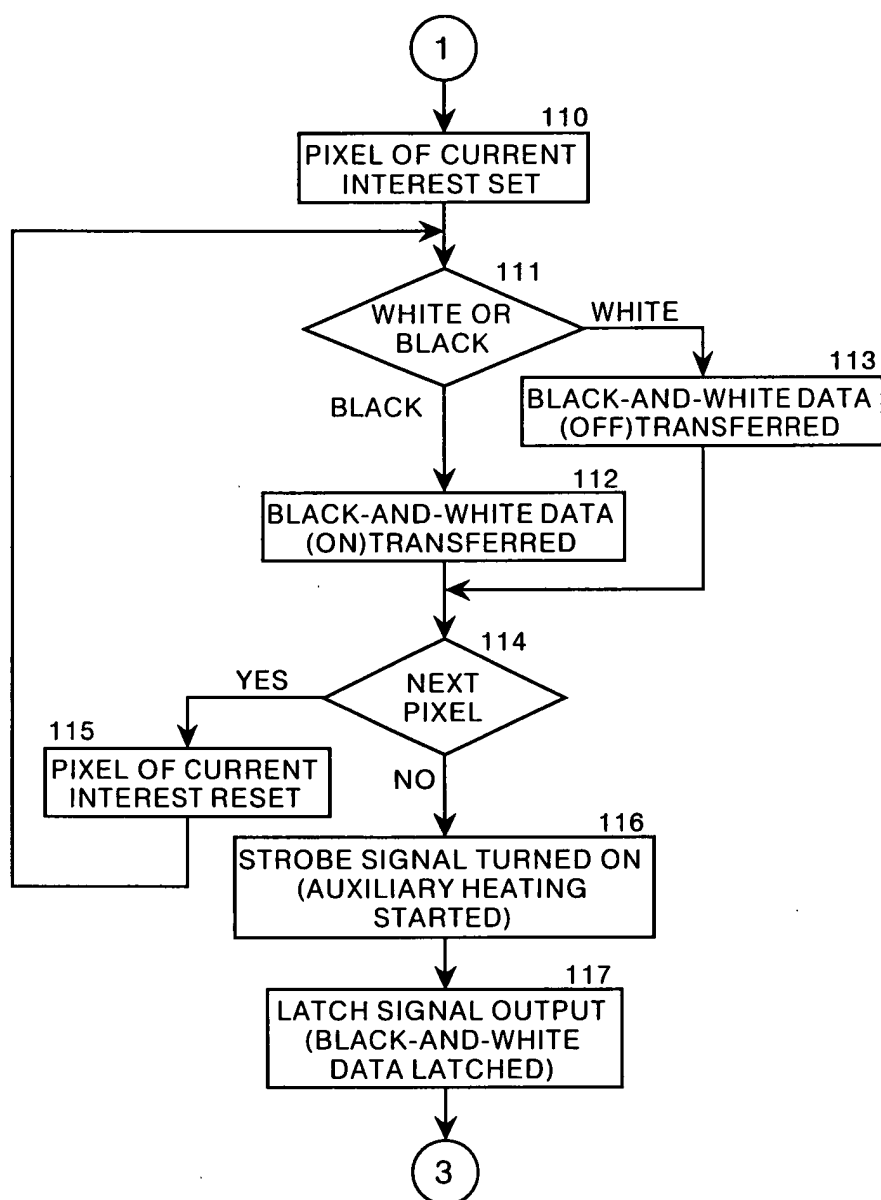 1
110
PIXEL OF CURRENT
INTEREST SET
111
WHITE OR
BLACK
WHITE
113
BLACK-AND-WHITE DATA
(OFF)TRANSFERRED
BLACK
112
BLACK-AND-WHITE DATA
(ON)TRANSFERRED
114
NEXT
PIXEL
YES
115
PIXEL OF CURRENT
INTEREST RESET
NO
116
STROBE SIGNAL TURNED ON
(AUXILIARY HEATING
STARTED)
117
LATCH SIGNAL OUTPUT
(BLACK-AND-WHITE
DATA LATCHED)
3